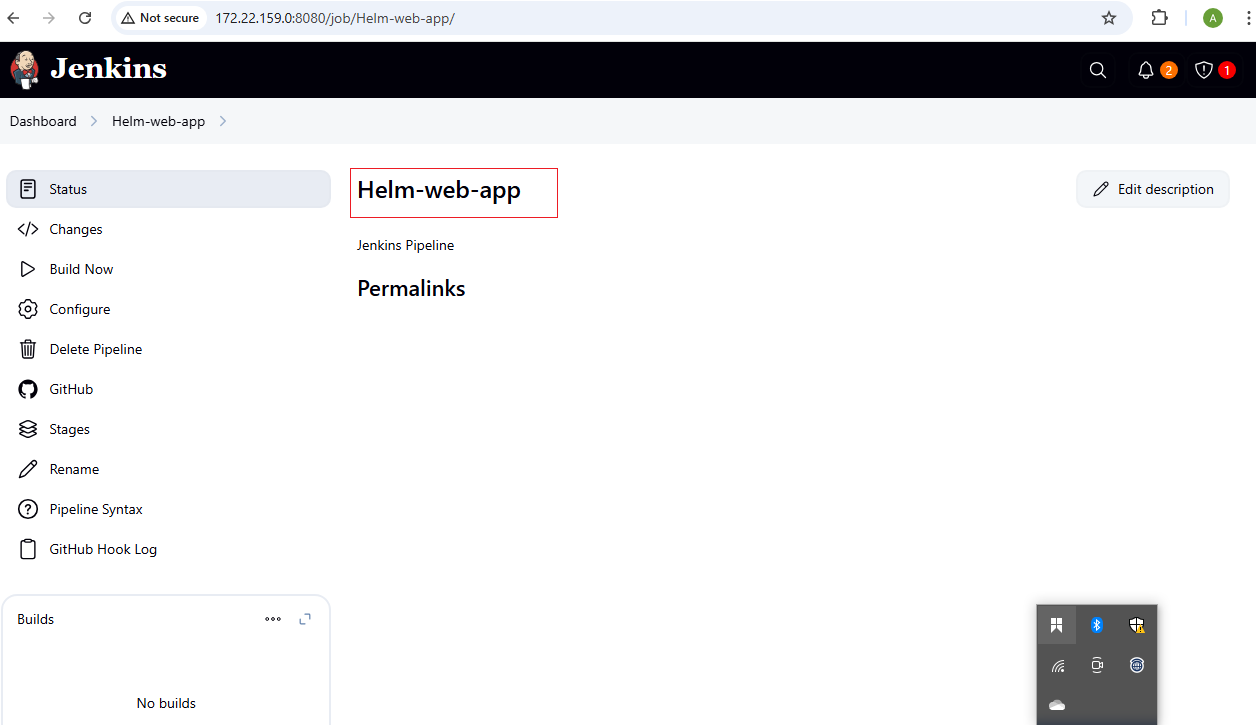 Not secure 172.22.159.0:8080/job/Helm-web-app/ A
Jenkins 2 1
Dashboard Helm-web-app
Status
Changes
Build Now
Configure
Delete Pipeline
GitHub
Stages
Rename
Pipeline Syntax
GitHub Hook Log
Builds
No builds
Helm-web-app
Edit description
Jenkins Pipeline
Permalinks